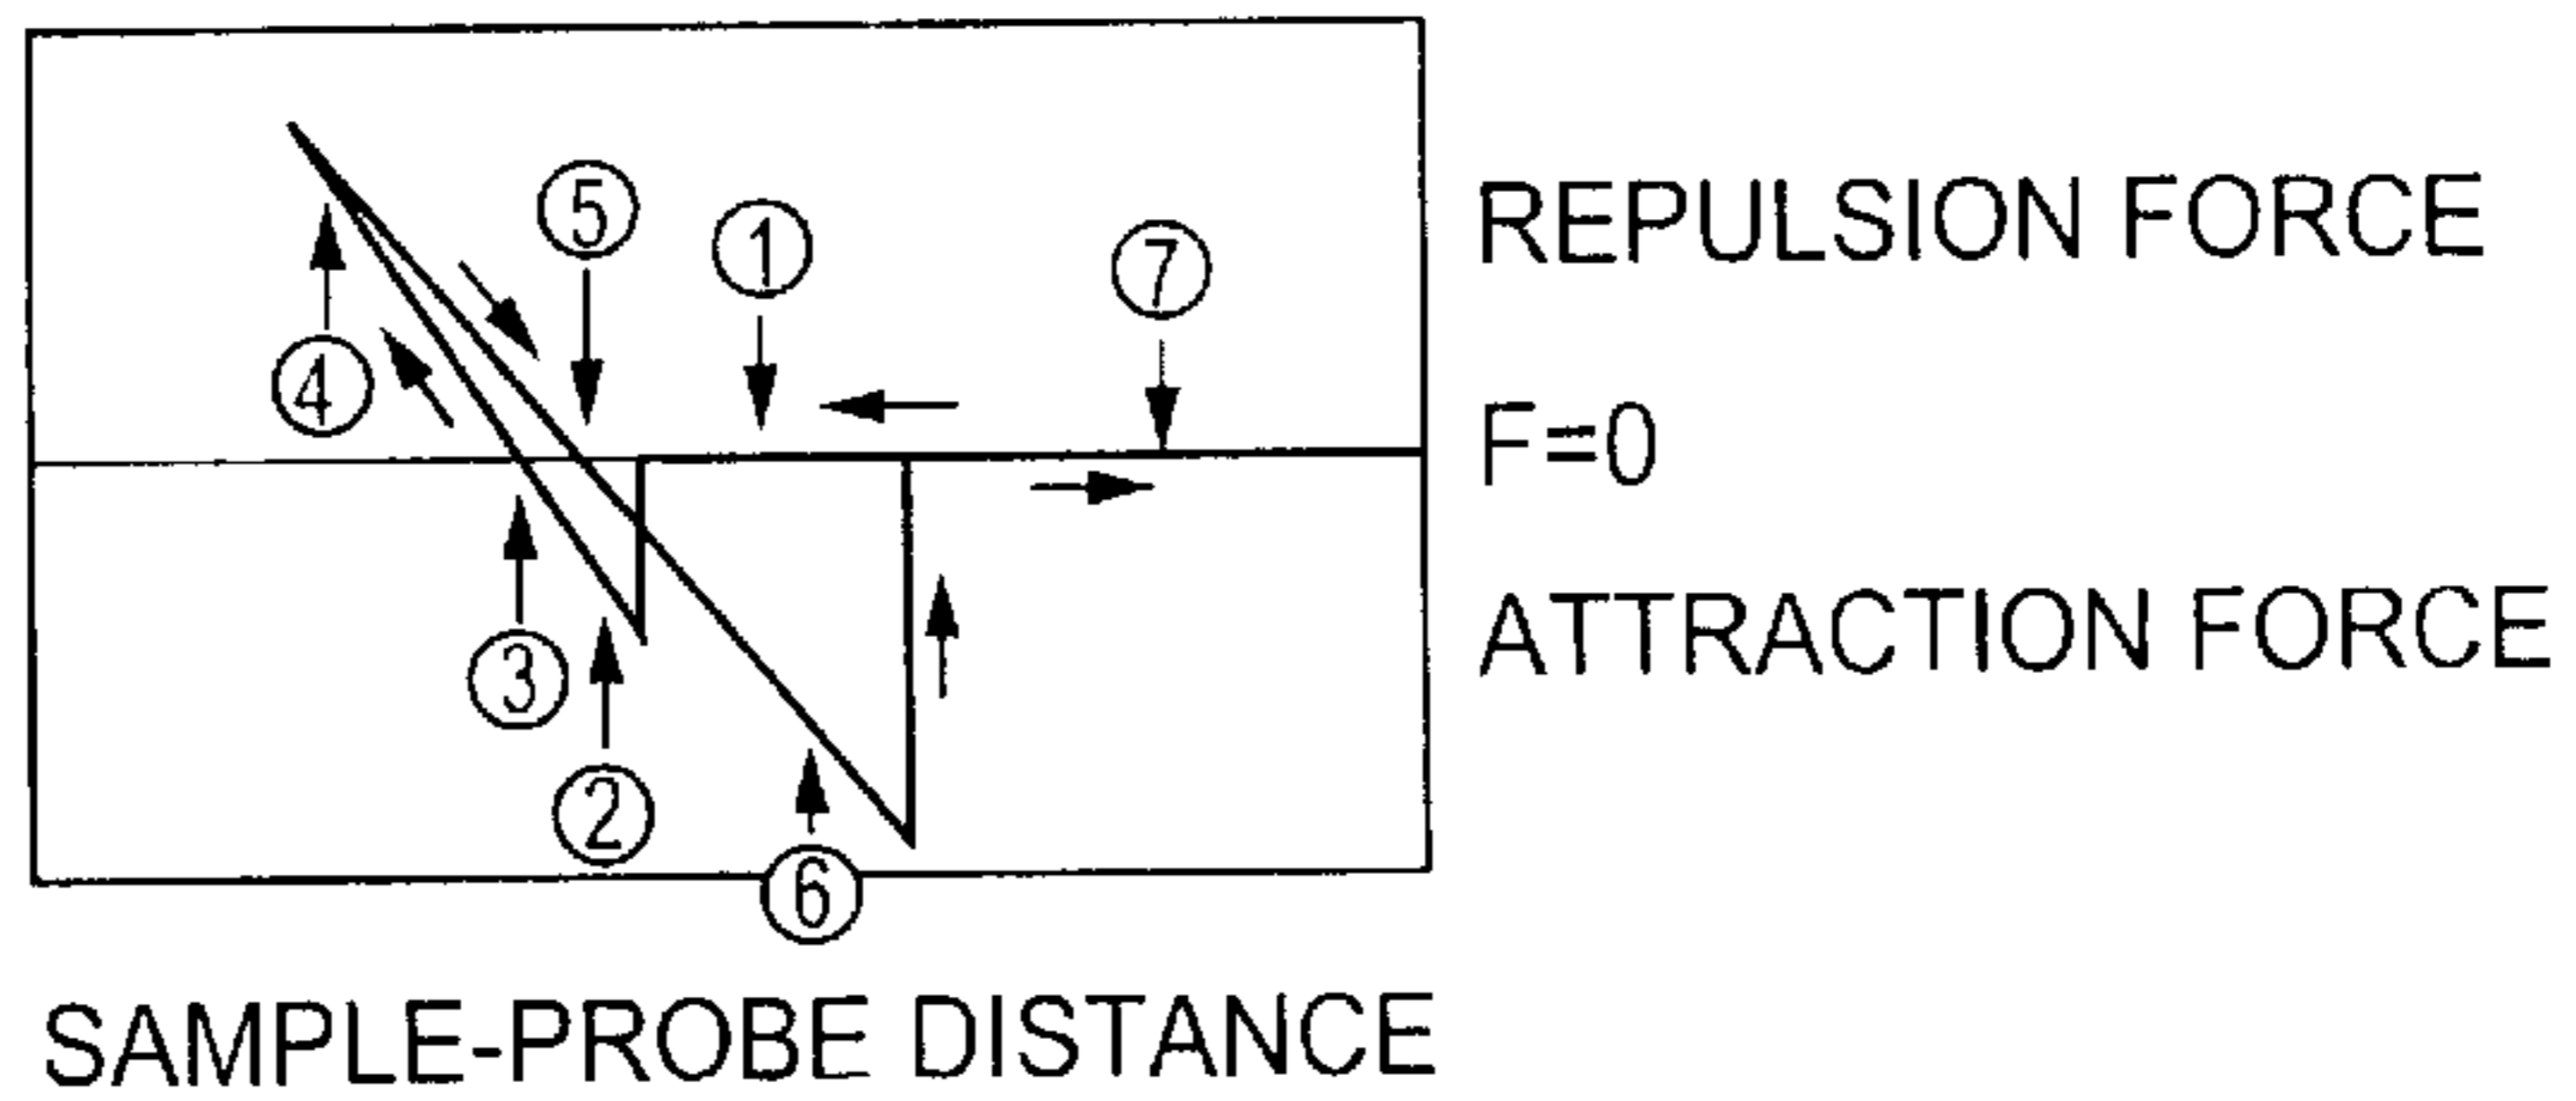 ⑤
①
⑦
④
③
②
⑥
REPULSION FORCE
F=0
ATTRACTION FORCE
SAMPLE-PROBE DISTANCE